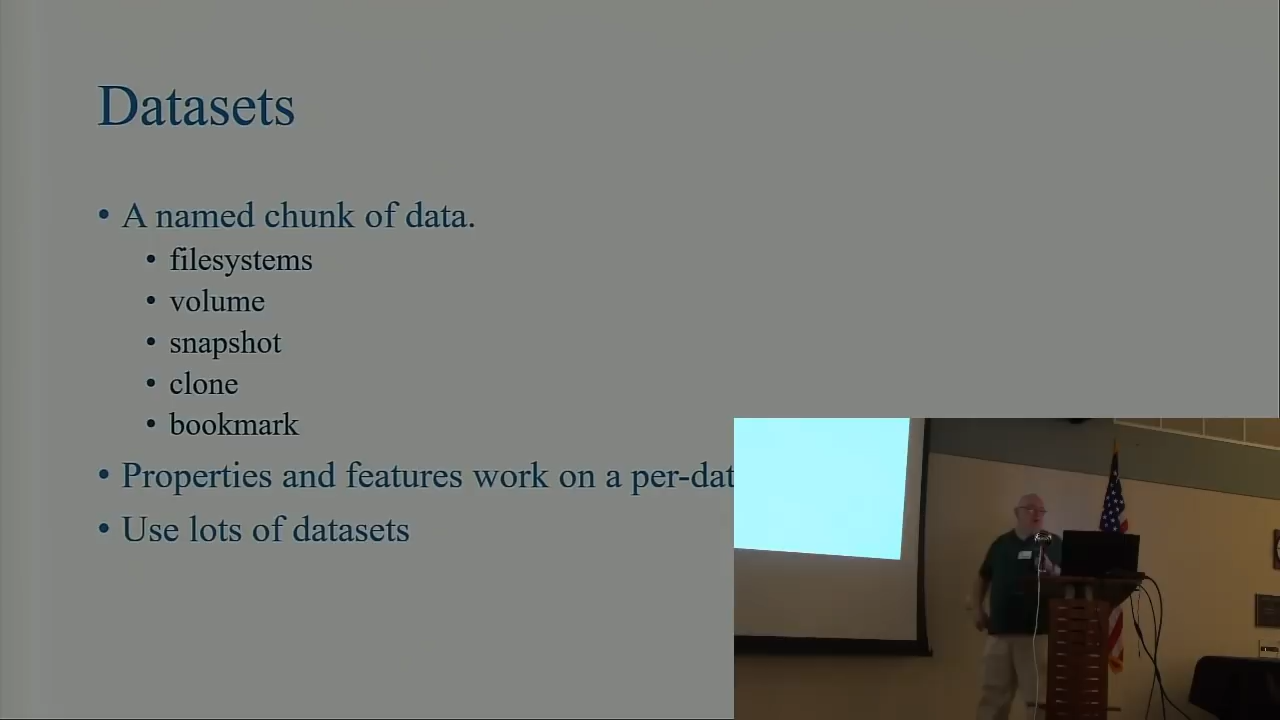 Datasets
• A named chunk of data.
• filesystems
• volume
• snapshot
• clone
• bookmark
• Properties and features work on a per-dat
• Use lots of datasets